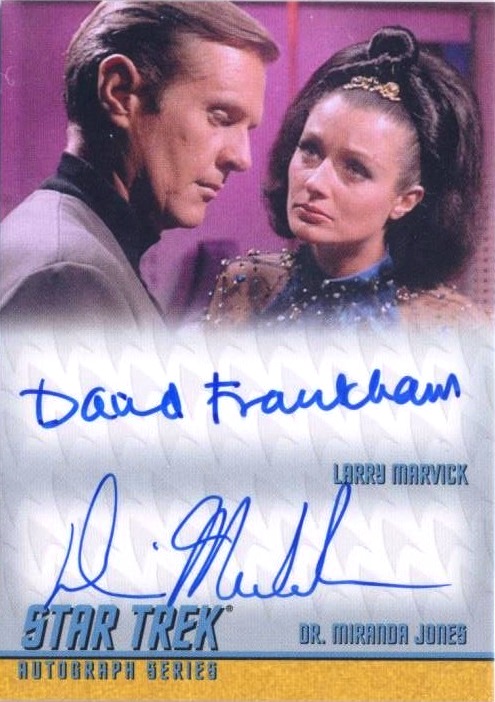 David Frankham
LARRY MARVICK
STAR TREK®
DR. MIRANDA JONES
AUTOGRAPH SERIES